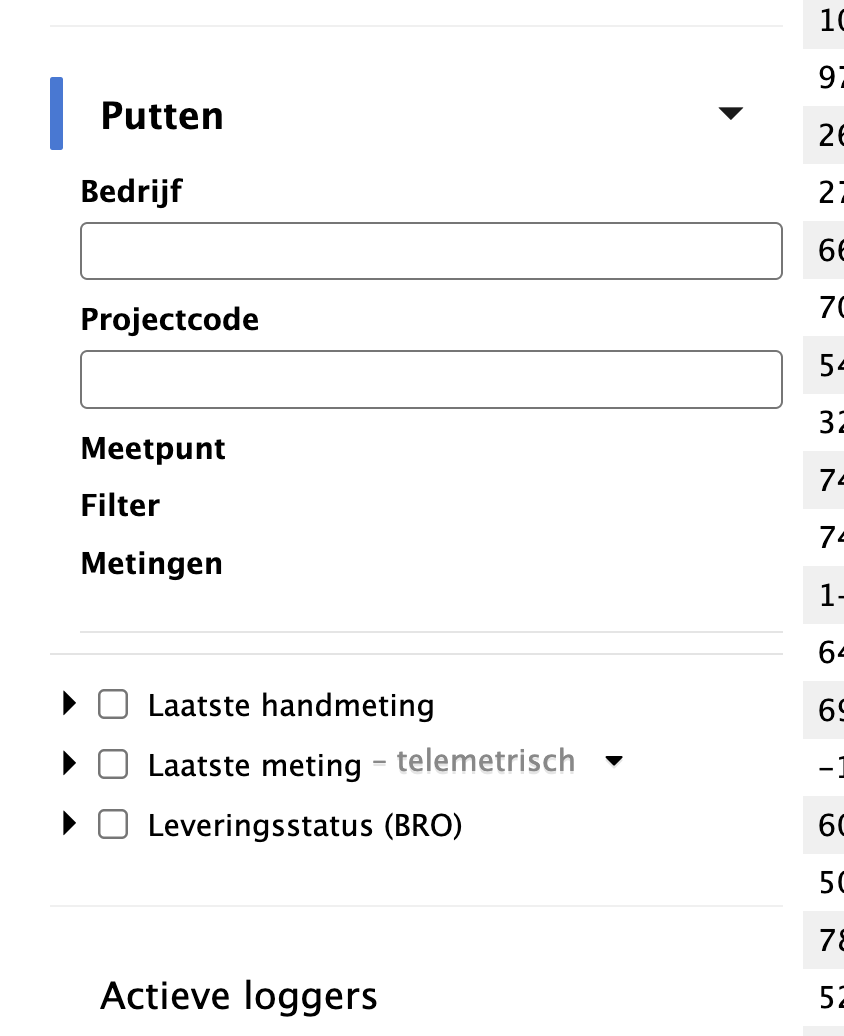 Putten
Bedrijf
Projectcode
Meetpunt
Filter
Metingen
Laatste handmeting
Laatste meting – telemetrisch
Leveringsstatus (BRO)
Actieve loggers